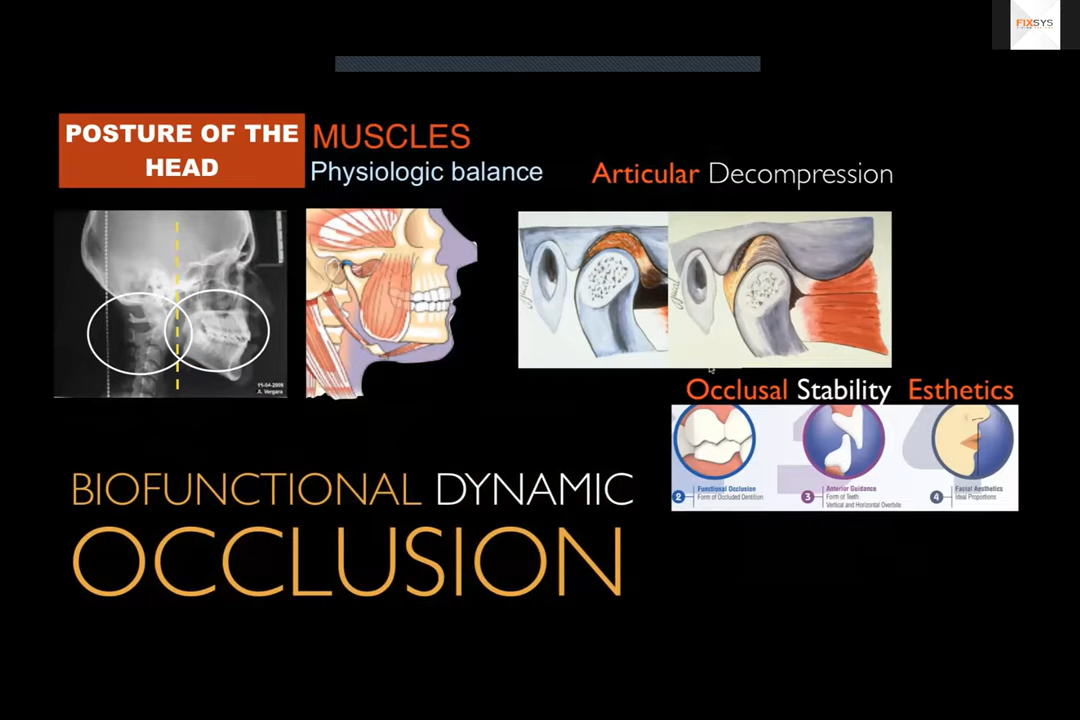 FIXSYS
POSTURE OF THE
HEAD
MUSCLES
Physiologic balance
Articular Decompression
11-04-2009
A. Vergara
Occlusal Stability Esthetics
2 Functional Occlusion
Form of Occluded Dentition
3 Anterior Guidance
Form of Teeth
Vertical and Horizontal Overbite
4 Facial Aesthetics
Ideal Proportions
BIOFUNCTIONAL DYNAMIC
OCCLUSION